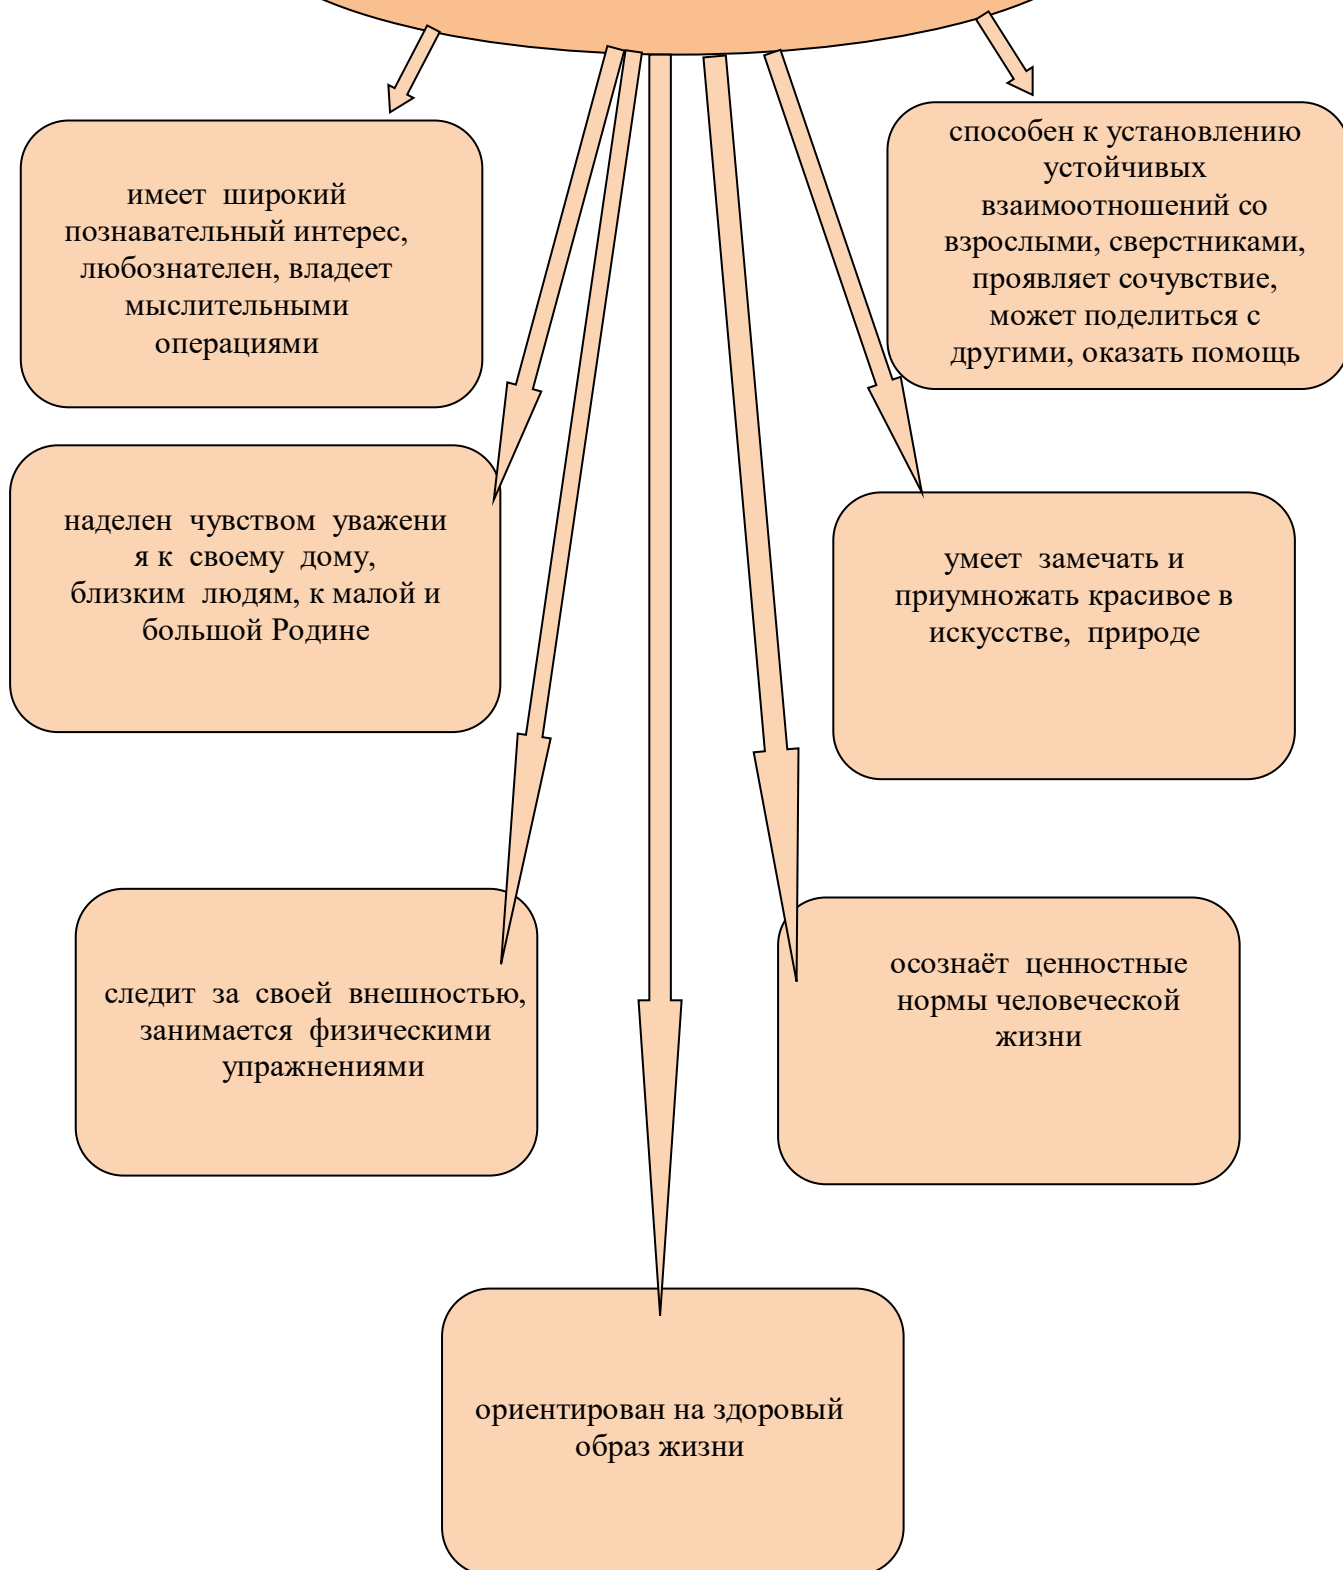 имеет широкий
познавательный интерес,
любознателен, владеет
мыслительными
операциями
способен к установлению
устойчивых
взаимоотношений со
взрослыми, сверстниками,
проявляет сочувствие,
может поделиться с
другими, оказать помощь
наделен чувством уважени
я к своему дому,
близким людям, к малой и
большой Родине
умеет замечать и
приумножать красивое в
искусстве, природе
следит за своей внешностью,
занимается физическими
упражнениями
осознаёт ценностные
нормы человеческой
жизни
ориентирован на здоровый
образ жизни